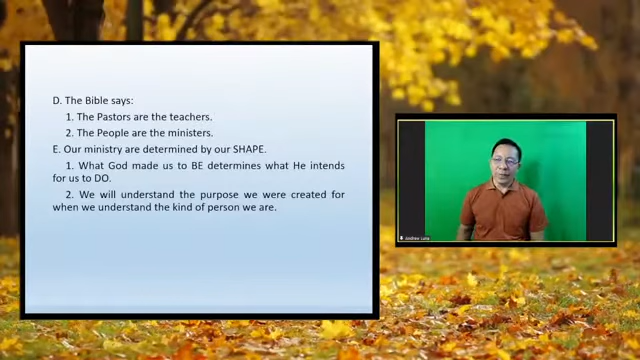 D. The Bible says:
1. The Pastors are the teachers.
2. The People are the ministers.
E. Our ministry are determined by our SHAPE.
1. What God made us to BE determines what He intends
for us to DO.
2. We will understand the purpose we were created for
when we understand the kind of person we are.
Andrew Luna